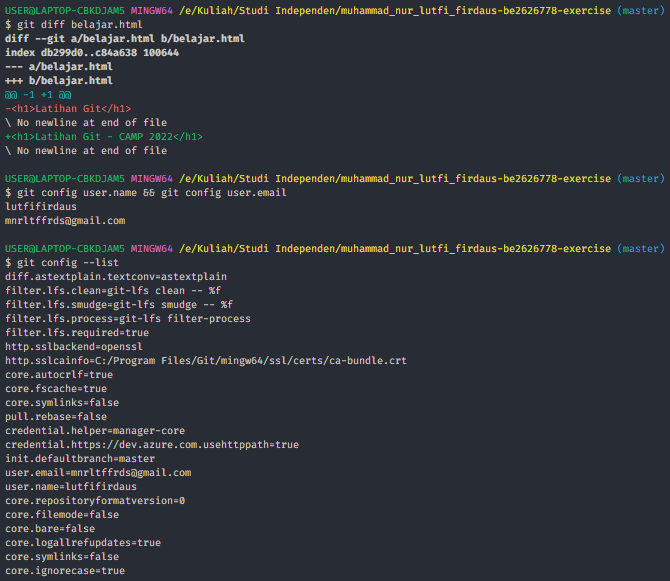 USER@LAPTOP-CBKDJAM5 MINGW64 /e/Kuliah/Studi Independen/muhammad_nur_lutfi_firdaus-be2626778-exercise (master)
$ git diff belajar.html
diff --git a/belajar.html b/belajar.html
index db299d0..c84a638 100644
--- a/belajar.html
+++ b/belajar.html
@@ -1 +1 @@
-<h1>Latihan Git</h1>
\ No newline at end of file
+<h1>Latihan Git - CAMP 2022</h1>
\ No newline at end of file
USER@LAPTOP-CBKDJAM5 MINGW64 /e/Kuliah/Studi Independen/muhammad_nur_lutfi_firdaus-be2626778-exercise (master)
$ git config user.name && git config user.email
lutfifirdaus
mnrltffrds@gmail.com
USER@LAPTOP-CBKDJAM5 MINGW64 /e/Kuliah/Studi Independen/muhammad_nur_lutfi_firdaus-be2626778-exercise (master)
$ git config --list
diff.astextplain.textconv=astextplain
filter.lfs.clean=git-lfs clean -- %f
filter.lfs.smudge=git-lfs smudge -- %f
filter.lfs.process=git-lfs filter-process
filter.lfs.required=true
http.sslbackend=openssl
http.sslcainfo=C:/Program Files/Git/mingw64/ssl/certs/ca-bundle.crt
core.autocrlf=true
core.fscache=true
core.symlinks=false
pull.rebase=false
credential.helper=manager-core
credential.https://dev.azure.com.usehttppath=true
init.defaultbranch=master
user.email=mnrltffrds@gmail.com
user.name=lutfifirdaus
core.repositoryformatversion=0
core.filemode=false
core.bare=false
core.logallrefupdates=true
core.symlinks=false
core.ignorecase=true